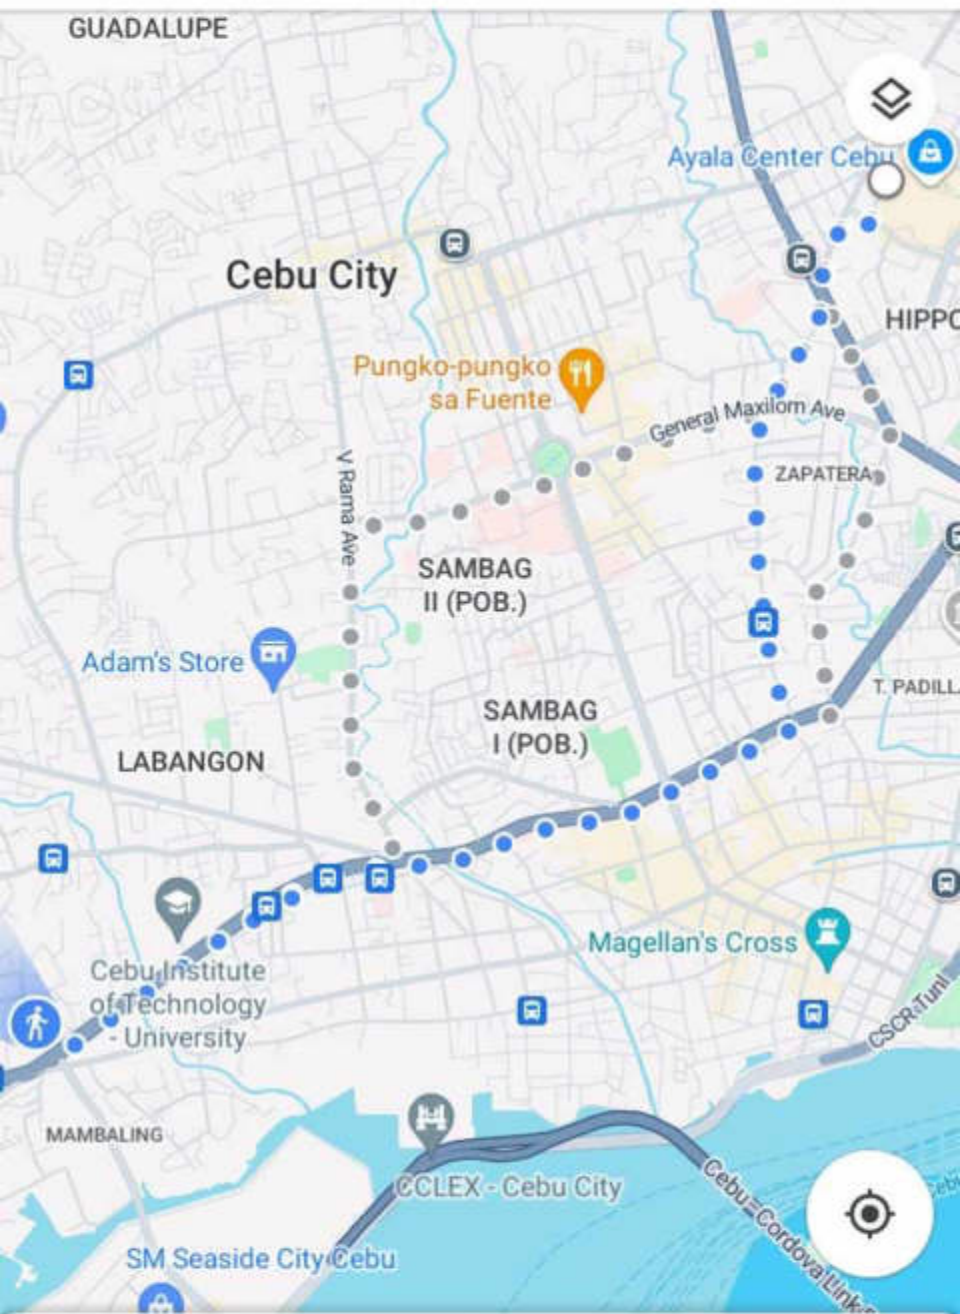 GUADALUPE
Ayala Center Cebu
Cebu City
HIPPO
Pungko-pungko
sa Fuente
General Maxilom Ave
V Rama Ave
ZAPATERA
SAMBAG
II (POB.)
Adam's Store
T. PADILL
SAMBAG
I (POB.)
LABANGON
Magellan's Cross
Cebu Institute
of Technology
- University
CSCR Tunl
MAMBALING
CCLEX - Cebu City
Cebu-Cordova Link
Cebu
SM Seaside City Cebu